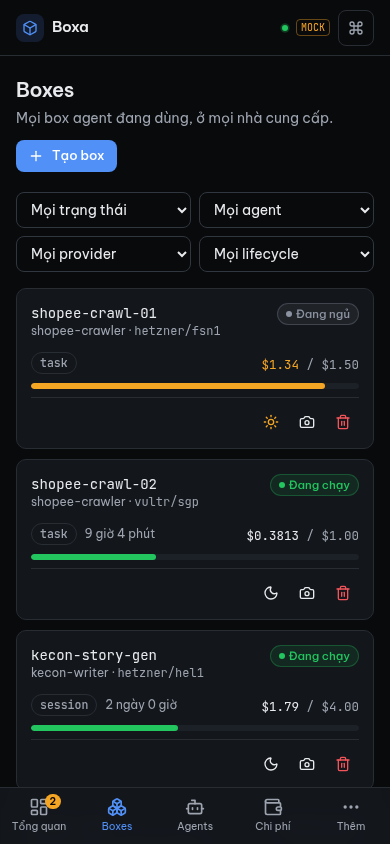 Boxa
MOCK
Boxes
Mọi box agent đang dùng, ở mọi nhà cung cấp.
+ Tạo box
Mọi trạng thái
Mọi agent
Mọi provider
Mọi lifecycle
shopee-crawl-01
Đang ngủ
shopee-crawler · hetzner/fsn1
task
$1.34 / $1.50
shopee-crawl-02
Đang chạy
shopee-crawler · vultr/sgp
task
9 giờ 4 phút
$0.3813 / $1.00
kecon-story-gen
Đang chạy
kecon-writer · hetzner/hel1
session
2 ngày 0 giờ
$1.79 / $4.00
2
Tổng quan
Boxes
Agents
Chi phí
Thêm